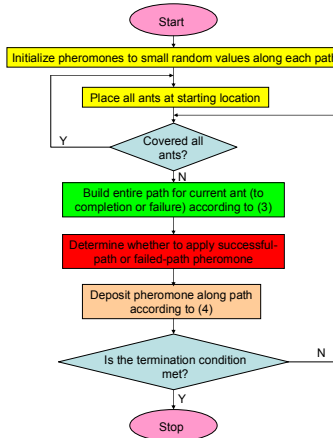 Start
Initialize pheromones to small random values along each path
Place all ants at starting location
Covered all
ants?
Y
N
Build entire path for current ant (to
completion or failure) according to (3)
Determine whether to apply successful-
path or failed-path pheromone
Deposit pheromone along path
according to (4)
Is the termination condition
met?
N
Y
Stop